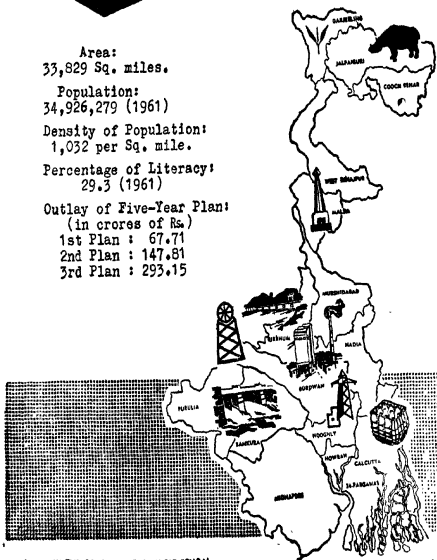 Area:
33,829 Sq. miles.
Population:
34,926,279 (1961)
Density of Population:
1,032 per Sq. mile.
Percentage of Literacy:
29.3 (1961)
Outlay of Five-Year Plan:
(in crores of Rs.)
1st Plan : 67.71
2nd Plan : 147.81
3rd Plan : 293.15
DARJEELING
JALPAIGURI
COOCH BEHAR
WEST DINAJPUR
MALDA
MURSHIDABAD
BIRBHUM
NADIA
BURDWAN
PURULIA
BANKURA
HOOGHLY
HOWRAH
CALCUTTA
24-PARGANAS
MIDNAPORE